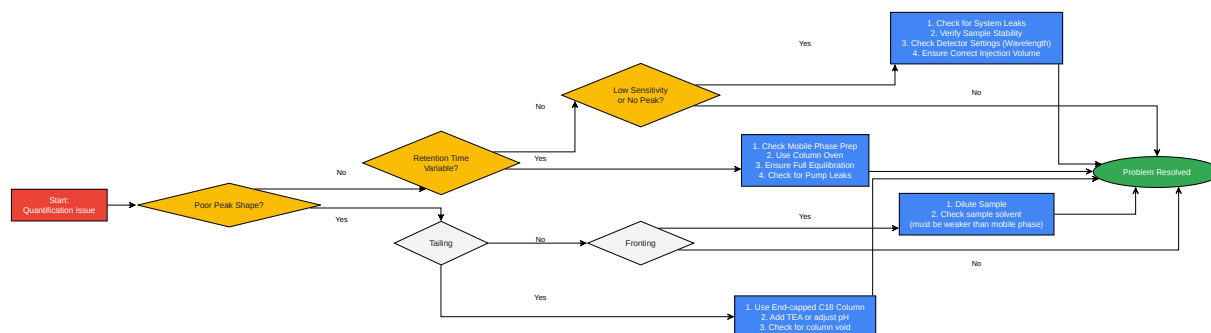 1. Check for System Leaks
2. Verify Sample Stability
3. Check Detector Settings (Wavelength)
4. Ensure Correct Injection Volume
Yes
Low Sensitivity
or No Peak?
No
No
Retention Time
Variable?
Yes
1. Check Mobile Phase Prep
2. Use Column Oven
3. Ensure Full Equilibration
4. Check for Pump Leaks
Problem Resolved
No
Start:
Quantification Issue
Poor Peak Shape?
Yes
Tailing
No
Fronting
Yes
1. Dilute Sample
2. Check sample solvent
(must be weaker than mobile phase)
No
Yes
1. Use End-capped C18 Column
2. Add TEA or adjust pH
3. Check for column void